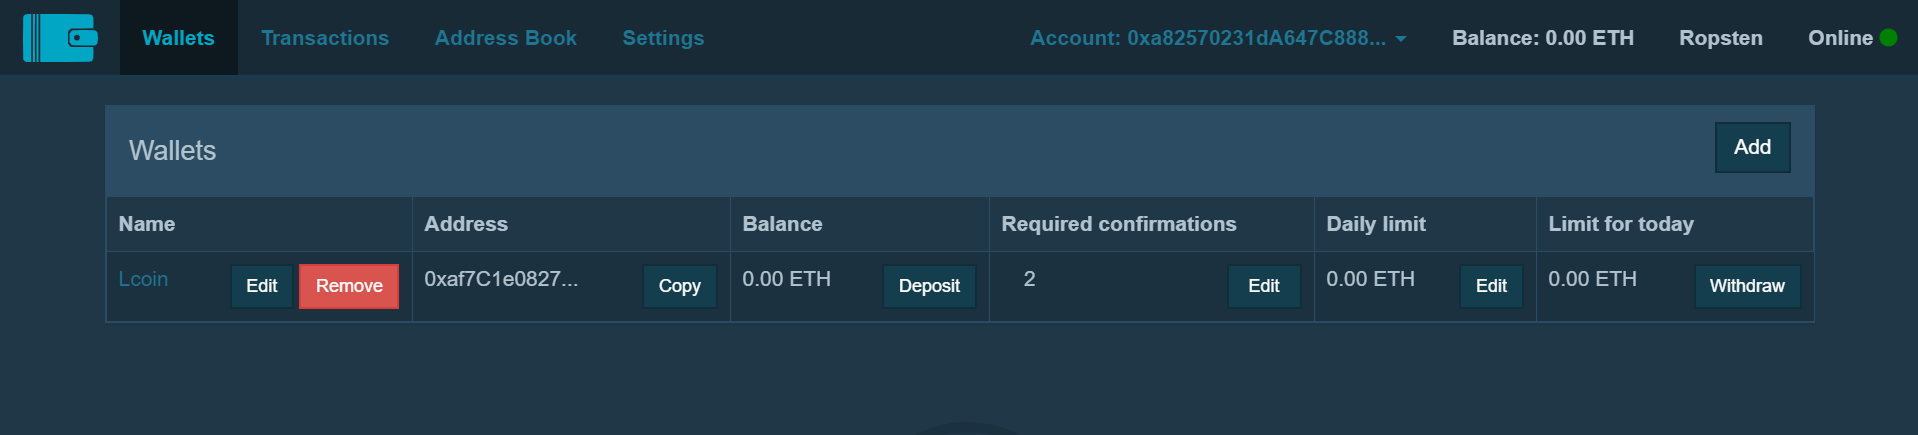 Wallets Transactions Address Book Settings Account: 0xa82570231dA647C888... Balance: 0.00 ETH Ropsten Online
Wallets Add
Name Address Balance Required confirmations Daily limit Limit for today
Lcoin Edit Remove 0xaf7C1e0827... Copy 0.00 ETH Deposit 2 Edit 0.00 ETH Edit 0.00 ETH Withdraw